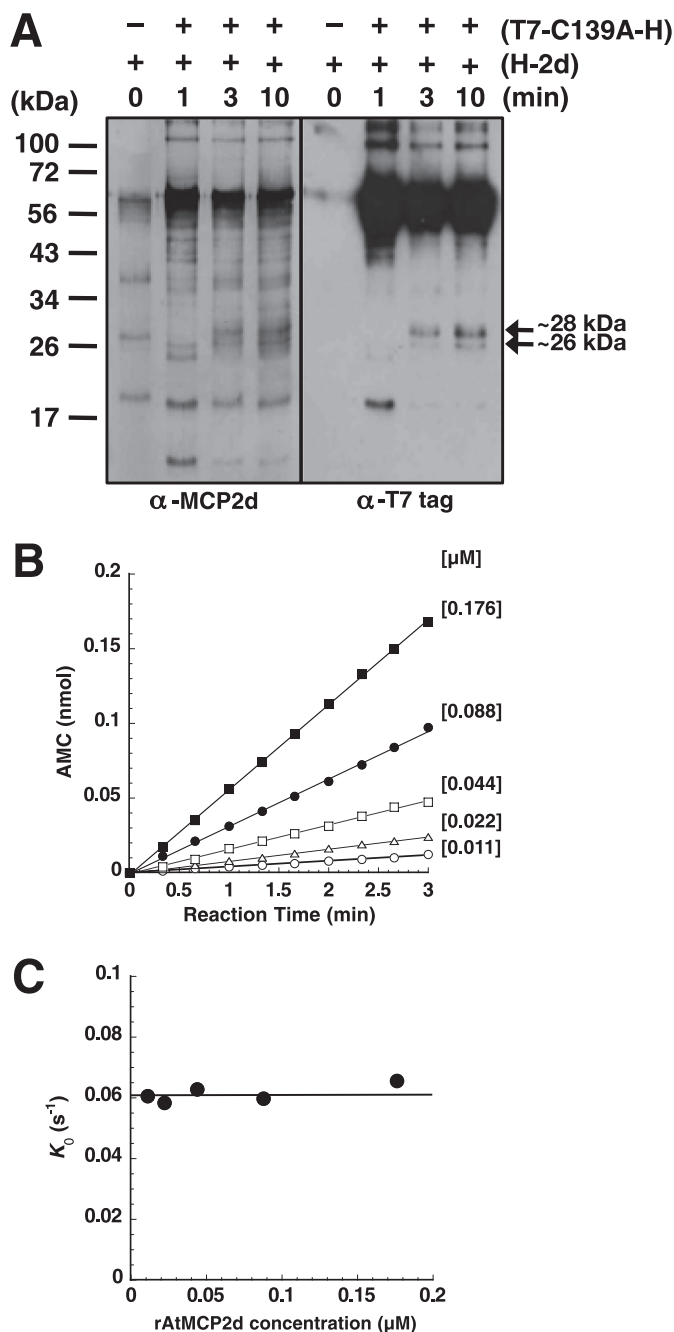 A
– + + + – + + + (T7-C139A-H)
+ + + + + + + + (H-2d)
(kDa) 0 1 3 10 0 1 3 10 (min)
100
72
56
43
34
26
17
~28 kDa
~26 kDa
α-MCP2d α-T7 tag
B
[µM]
0.2
0.15
0.1
0.05
0
AMC (nmol)
[0.176]
[0.088]
[0.044]
[0.022]
[0.011]
0 0.5 1 1.5 2 2.5 3
Reaction Time (min)
C
0.1
0.08
0.06
0.04
0.02
0
K0 (s-1)
0 0.05 0.1 0.15 0.2
rAtMCP2d concentration (µM)